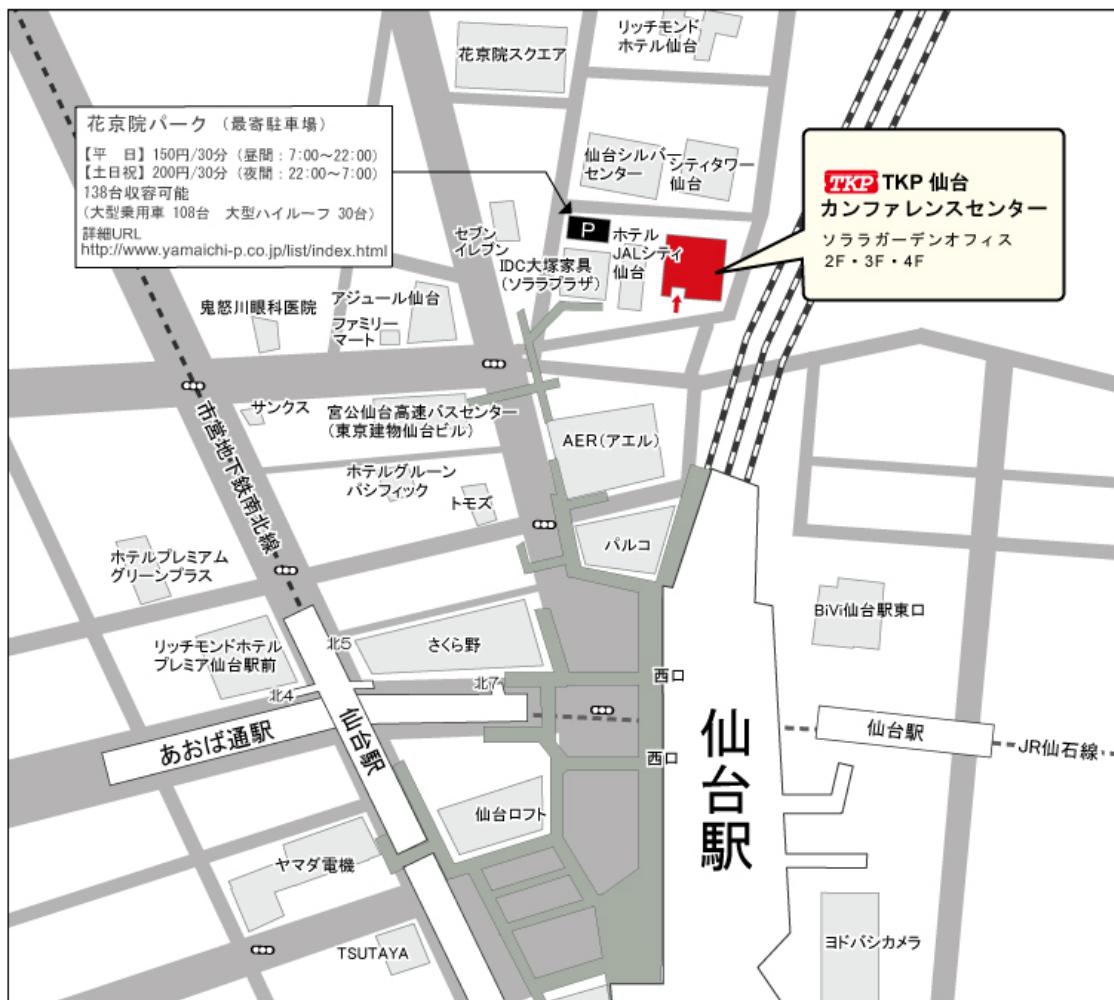 リッチモンド
ホテル仙台
花京院スクエア
花京院パーク （最寄駐車場）
【平　日】150円/30分（昼間：7:00～22:00）
【土日祝】200円/30分（夜間：22:00～7:00）
138台収容可能
（大型乗用車 108台　大型ハイルーフ 30台）
詳細URL
http://www.yamaichi-p.co.jp/list/index.html
仙台シルバー
センター
シティタワー
仙台
TKP TKP 仙台
カンファレンスセンター
ソララガーデンオフィス
2F・3F・4F
P
セブン
イレブン
ホテル
JALシティ
仙台
IDC大塚家具
（ソララプラザ）
アジュール仙台
鬼怒川眼科医院
ファミリー
マート
サンクス
宮公仙台高速バスセンター
（東京建物仙台ビル）
市営地下鉄南北線
AER（アエル）
ホテルグルーン
パシフィック
トモズ
パルコ
ホテルプレミアム
グリーンプラス
BiVi仙台駅東口
リッチモンドホテル
プレミア仙台駅前
北5
さくら野
北4
北7
西口
仙台駅
あおば通駅
仙台駅
仙台駅
JR仙石線
西口
仙台ロフト
ヤマダ電機
TSUTAYA
ヨドバシカメラ